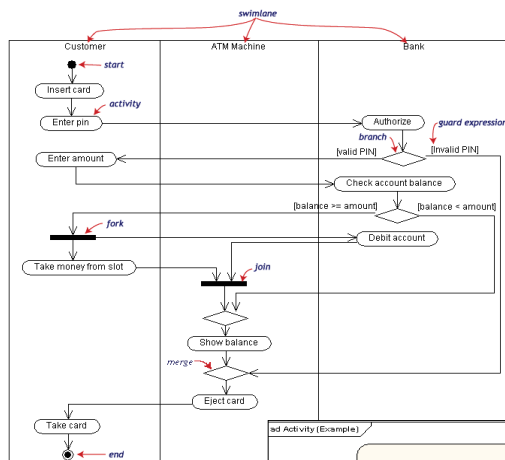 swimlane
Customer
ATM Machine
Bank
start
Insert card
activity
Enter pin
Authorize
guard expression
branch
[valid PIN]
[Invalid PIN]
Enter amount
Check account balance
[balance >= amount]
[balance < amount]
fork
Debit account
Take money from slot
join
Show balance
merge
Eject card
Take card
ad Activity (Example)
end